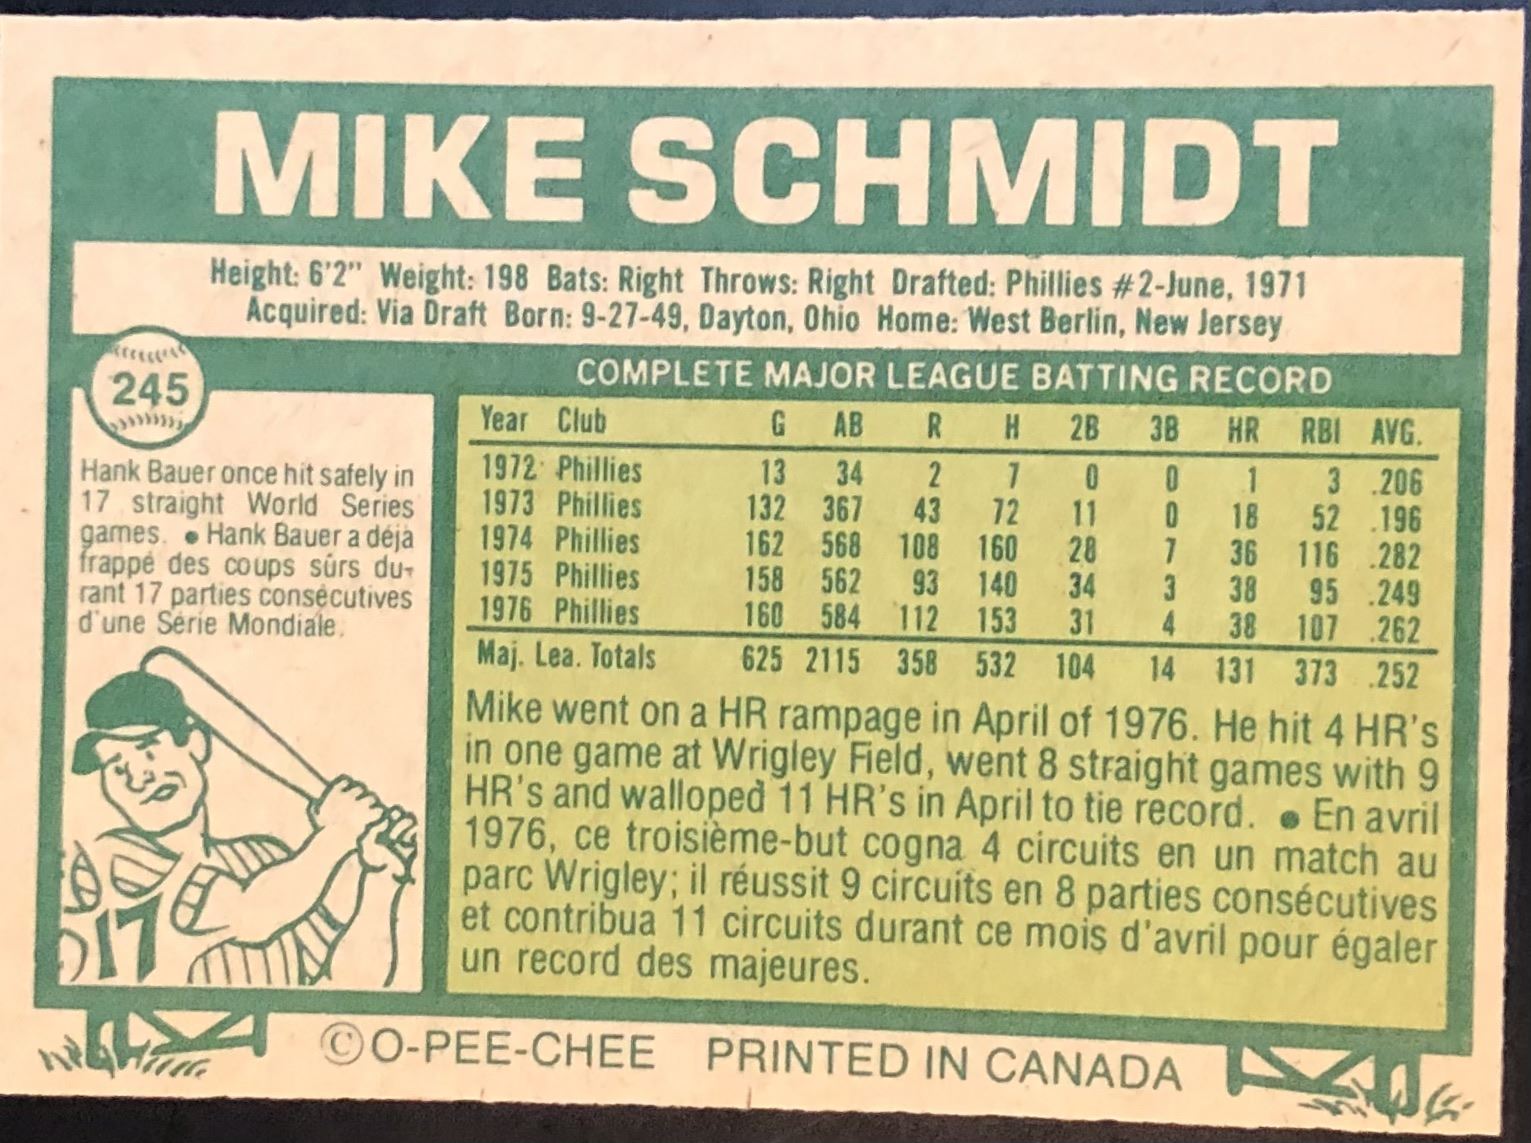 MIKE SCHMIDT
Height: 6'2" Weight: 198 Bats: Right Throws: Right Drafted: Phillies #2-June, 1971
Acquired: Via Draft Born: 9-27-49, Dayton, Ohio Home: West Berlin, New Jersey
245
Hank Bauer once hit safely in
17 straight World Series
games. ● Hank Bauer a déjà
frappé des coups sûrs du-
rant 17 parties consécutives
d'une Série Mondiale.
17
COMPLETE MAJOR LEAGUE BATTING RECORD
Year Club G AB R H 2B 3B HR RBI AVG.
1972 Phillies 13 34 2 7 0 0 1 3 .206
1973 Phillies 132 367 43 72 11 0 18 52 .196
1974 Phillies 162 568 108 160 28 7 36 116 .282
1975 Phillies 158 562 93 140 34 3 38 95 .249
1976 Phillies 160 584 112 153 31 4 38 107 .262
Maj. Lea. Totals 625 2115 358 532 104 14 131 373 .252
Mike went on a HR rampage in April of 1976. He hit 4 HR's
in one game at Wrigley Field, went 8 straight games with 9
HR's and walloped 11 HR's in April to tie record. ● En avril
1976, ce troisième-but cogna 4 circuits en un match au
parc Wrigley; il réussit 9 circuits en 8 parties consécutives
et contribua 11 circuits durant ce mois d'avril pour égaler
un record des majeures.
©O-PEE-CHEE PRINTED IN CANADA